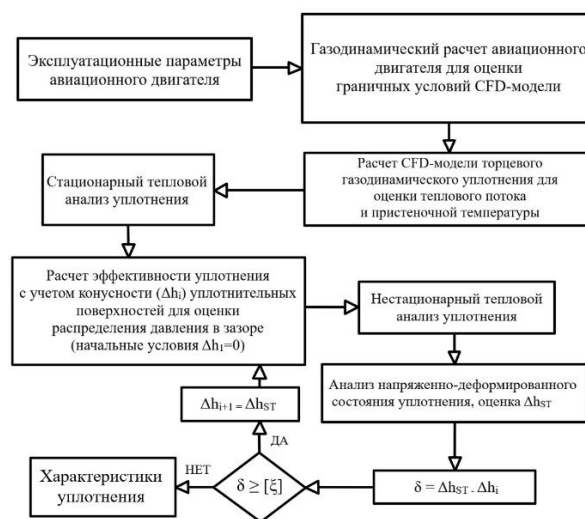 Эксплуатационные параметры
авиационного двигателя
Газодинамический расчет авиационного
двигателя для оценки
граничных условий CFD-модели
Расчет CFD-модели торцевого
газодинамического уплотнения для
оценки теплового потока
и пристеночной температуры
Стационарный тепловой
анализ уплотнения
Расчет эффективности уплотнения
с учетом конусности (Δhi) уплотнительных
поверхностей для оценки
распределения давления в зазоре
(начальные условия Δh1=0)
Нестационарный тепловой
анализ уплотнения
Анализ напряженно-деформированного
состояния уплотнения, оценка ΔhST
δ = ΔhST - Δhi
δ ≥ [ξ]
ДА
Δhi+1 = ΔhST
НЕТ
Характеристики
уплотнения